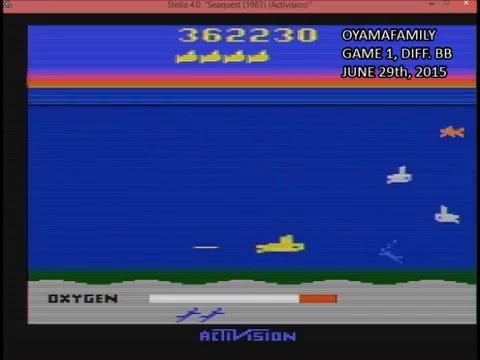 Stella 4.0: "Seaquest (1983) (Activision)"
362230
OYAMAFAMILY
GAME 1, DIFF. BB
JUNE 29th, 2015
OXYGEN
ACTIVISION